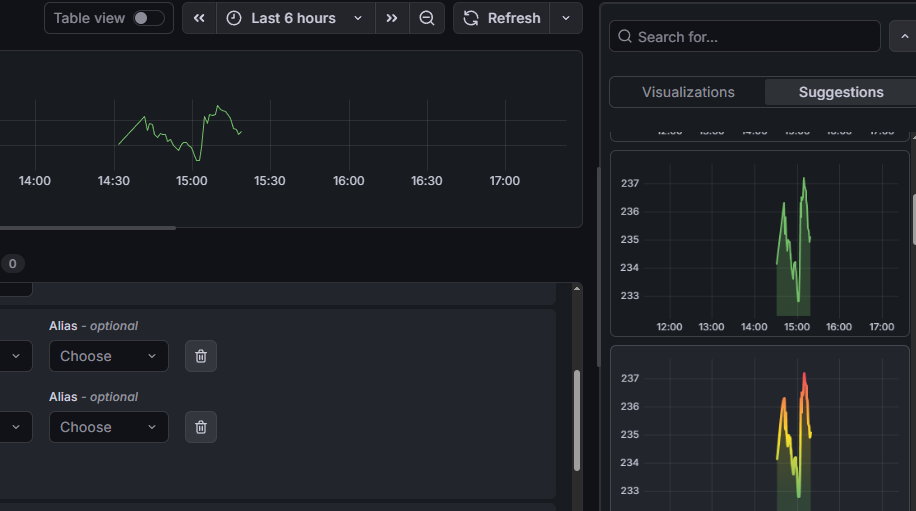 Table view
Last 6 hours
Refresh
Search for...
Visualizations
Suggestions
12:00 13:00 14:00 15:00 16:00 17:00
14:00 14:30 15:00 15:30 16:00 16:30 17:00
0
Alias - optional
Choose
Alias - optional
Choose
237
236
235
234
233
12:00 13:00 14:00 15:00 16:00 17:00
237
236
235
234
233